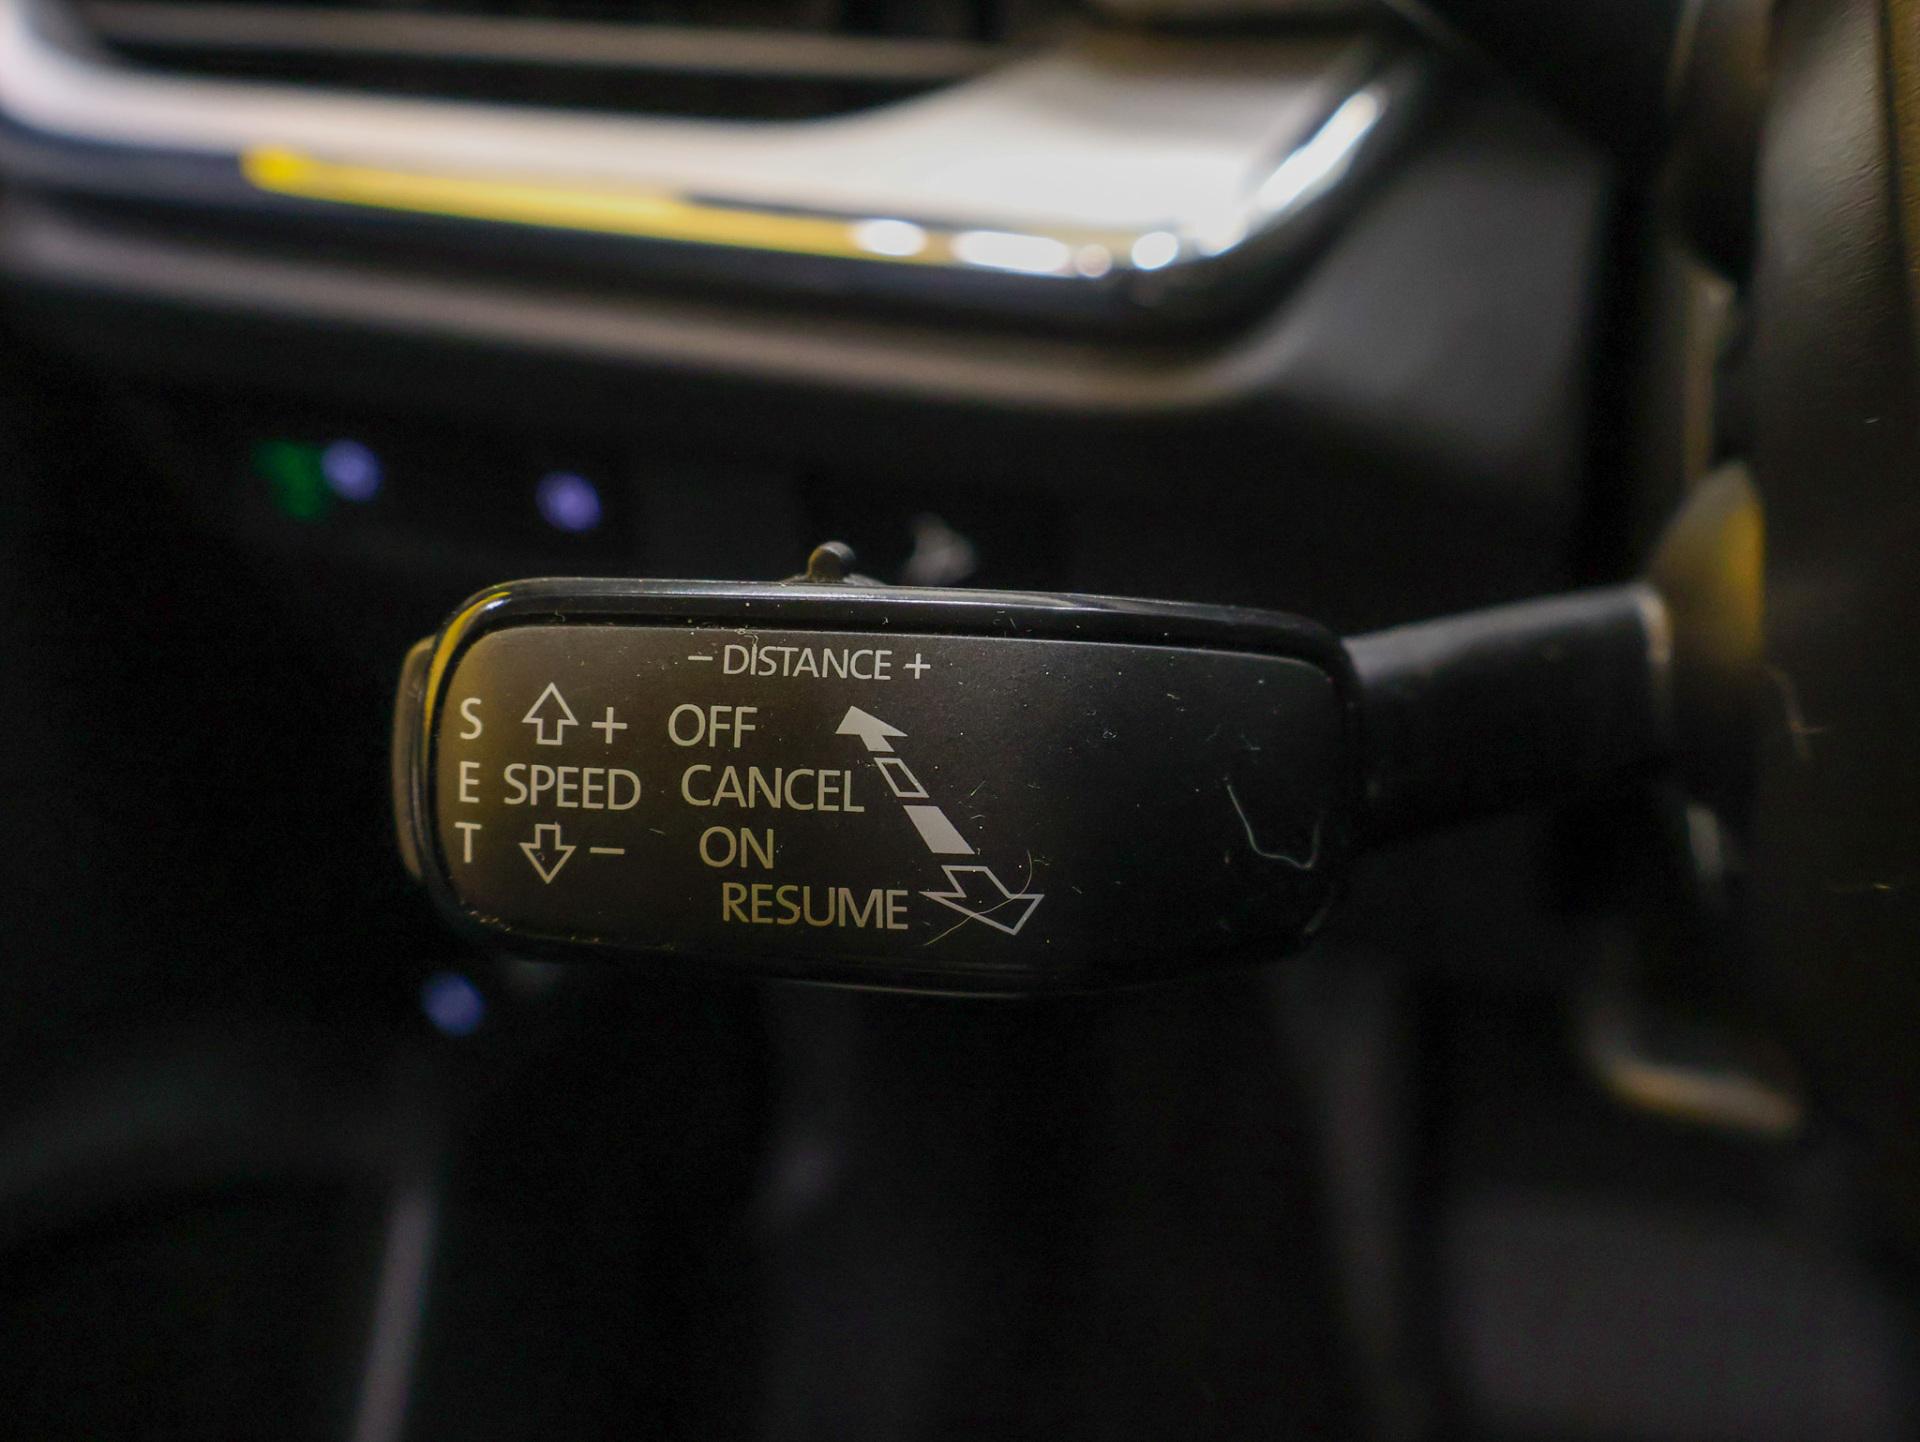 – DISTANCE +
S + OFF
E SPEED CANCEL
T – ON
RESUME